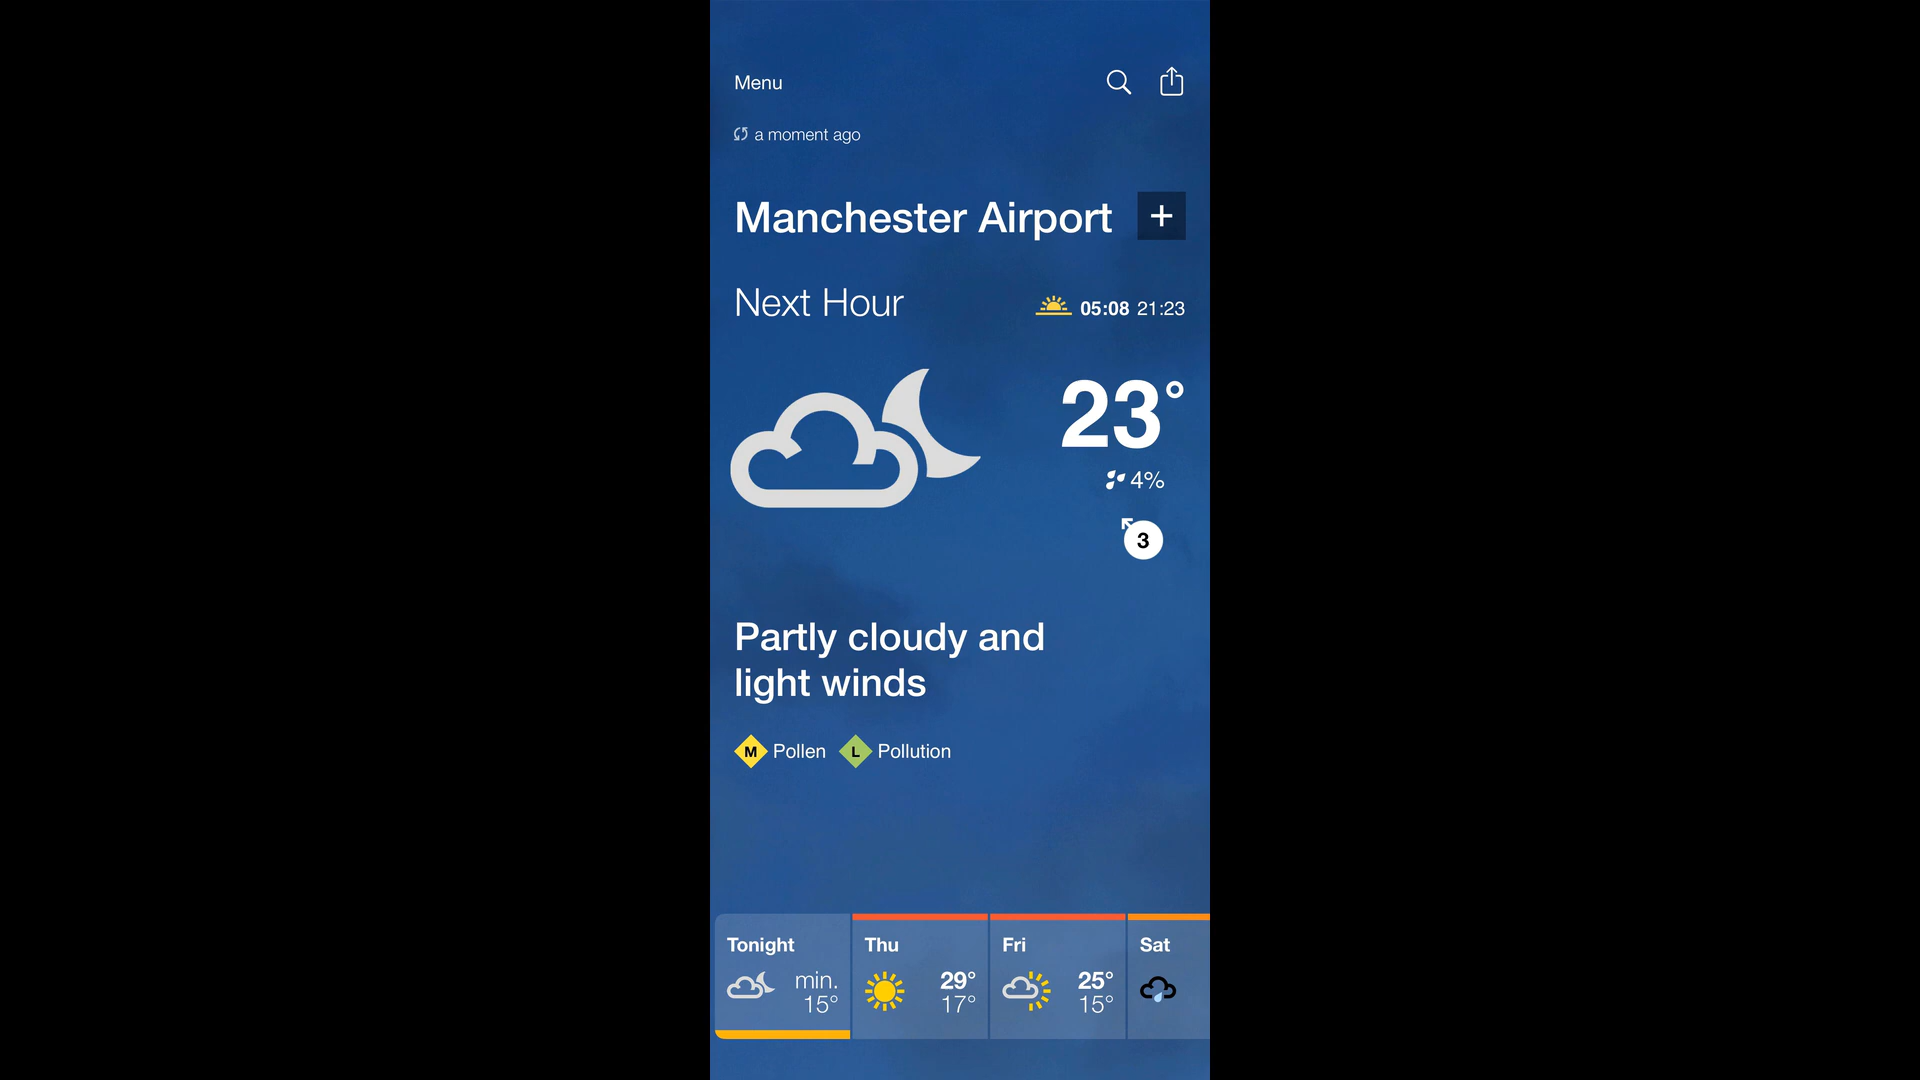 Menu
a moment ago
Manchester Airport +
Next Hour 05:08 21:23
23°
4%
3
Partly cloudy and
light winds
M Pollen L Pollution
Tonight Thu Fri Sat
min. 29° 25°
15° 17° 15°